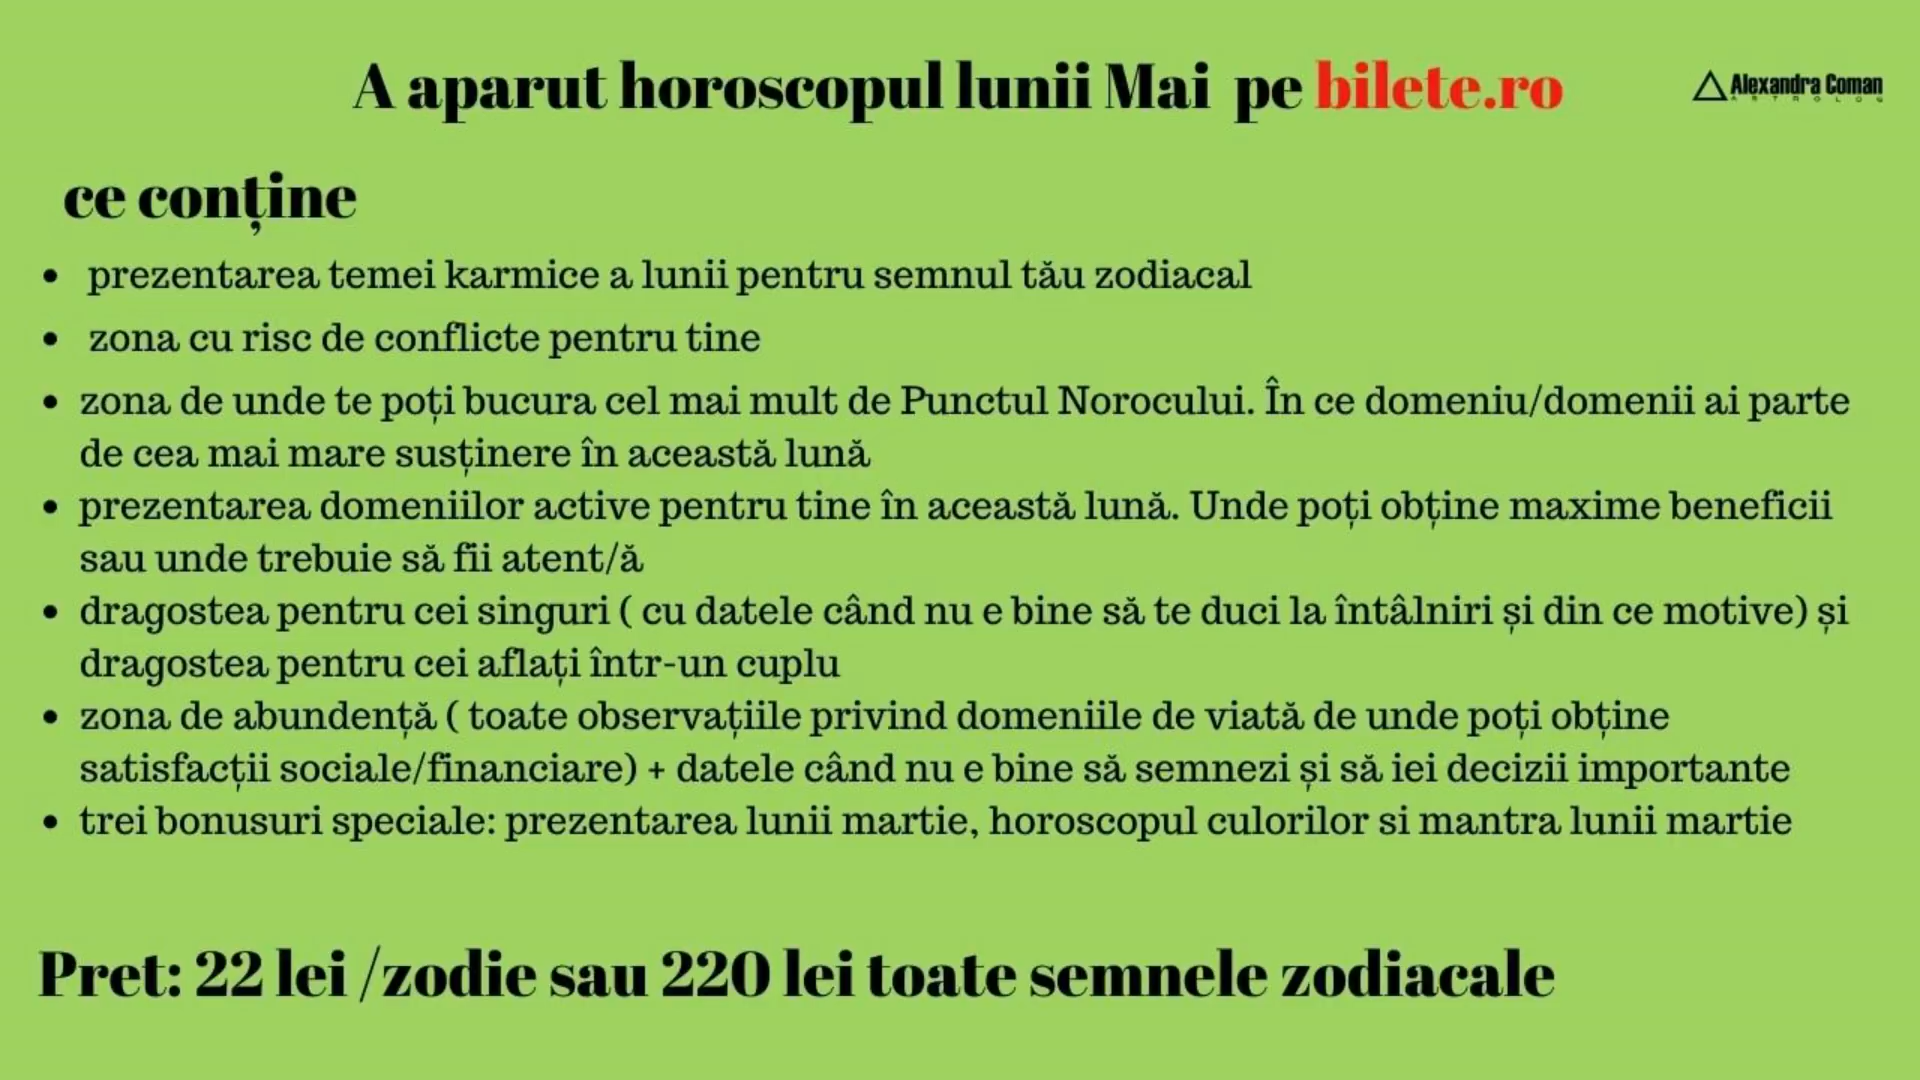 A aparut horoscopul lunii Mai pe bilete.ro
Alexandra Coman
ASTROLOG
ce conține
• prezentarea temei karmice a lunii pentru semnul tău zodiacal
• zona cu risc de conflicte pentru tine
• zona de unde te poți bucura cel mai mult de Punctul Norocului. În ce domeniu/domenii ai parte
de cea mai mare susținere în această lună
• prezentarea domeniilor active pentru tine în această lună. Unde poți obține maxime beneficii
sau unde trebuie să fii atent/ă
• dragostea pentru cei singuri ( cu datele când nu e bine să te duci la întâlniri și din ce motive) și
dragostea pentru cei aflați într-un cuplu
• zona de abundență ( toate observațiile privind domeniile de viată de unde poți obține
satisfacții sociale/financiare) + datele când nu e bine să semnezi și să iei decizii importante
• trei bonusuri speciale: prezentarea lunii martie, horoscopul culorilor si mantra lunii martie
Pret: 22 lei /zodie sau 220 lei toate semnele zodiacale